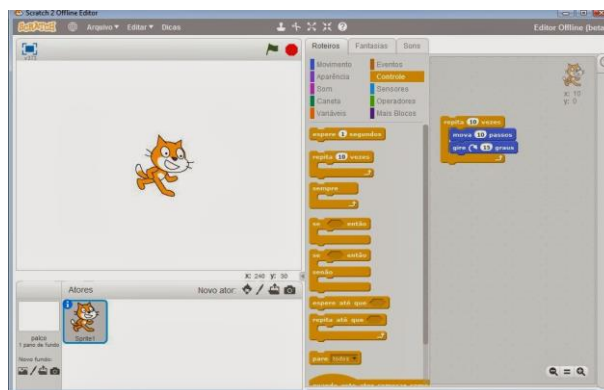 Scratch 2 Offline Editor
SCRATCH Arquivo Editar Dicas Editor Offline (beta
Roteiros Fantasias Sons
Movimento Eventos
Aparência Controle
Som Sensores
Caneta Operadores
Variáveis Mais Blocos
espere 1 segundos
repita 10 vezes
sempre
se então
se então
senão
espere até que
repita até que
pare todos
x: 10
y: 0
repita 10 vezes
mova 10 passos
gire 15 graus
X: 240 y: 30
Atores Novo ator:
Sprite1
palco
1 pano de fundo
Novo fundo: